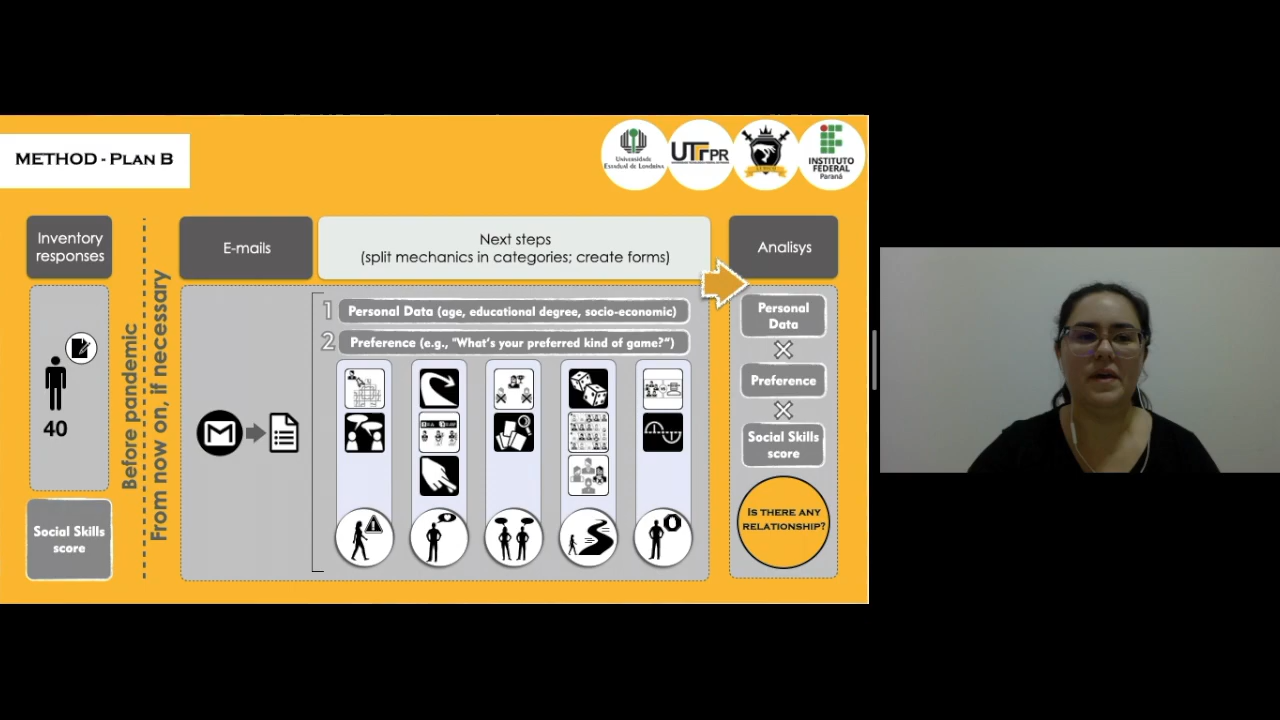 METHOD - PLAN B
Universidade
Estadual de Londrina
UTFPR
INSTITUTO
FEDERAL
Paraná
Inventory
responses
E-mails
Next steps
(split mechanics in categories; create forms)
Analisys
Before pandemic
From now on, if necessary
40
Social Skills
score
1 Personal Data (age, educational degree, socio-economic)
2 Preference (e.g., "What's your preferred kind of game?")
Personal
Data
Preference
Social Skills
score
IS THERE ANY
RELATIONSHIP?